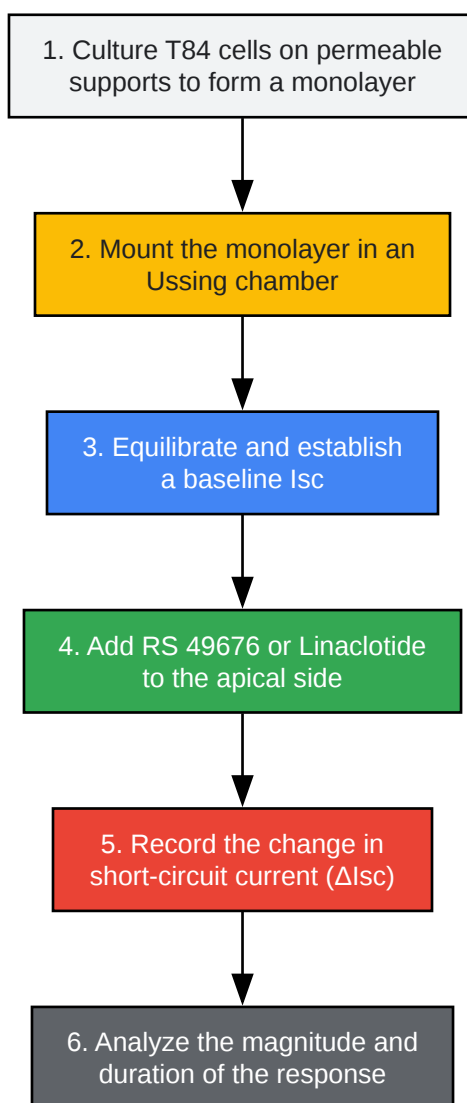 1. Culture T84 cells on permeable
supports to form a monolayer
2. Mount the monolayer in an
Ussing chamber
3. Equilibrate and establish
a baseline Isc
4. Add RS 49676 or Linaclotide
to the apical side
5. Record the change in
short-circuit current (ΔIsc)
6. Analyze the magnitude and
duration of the response